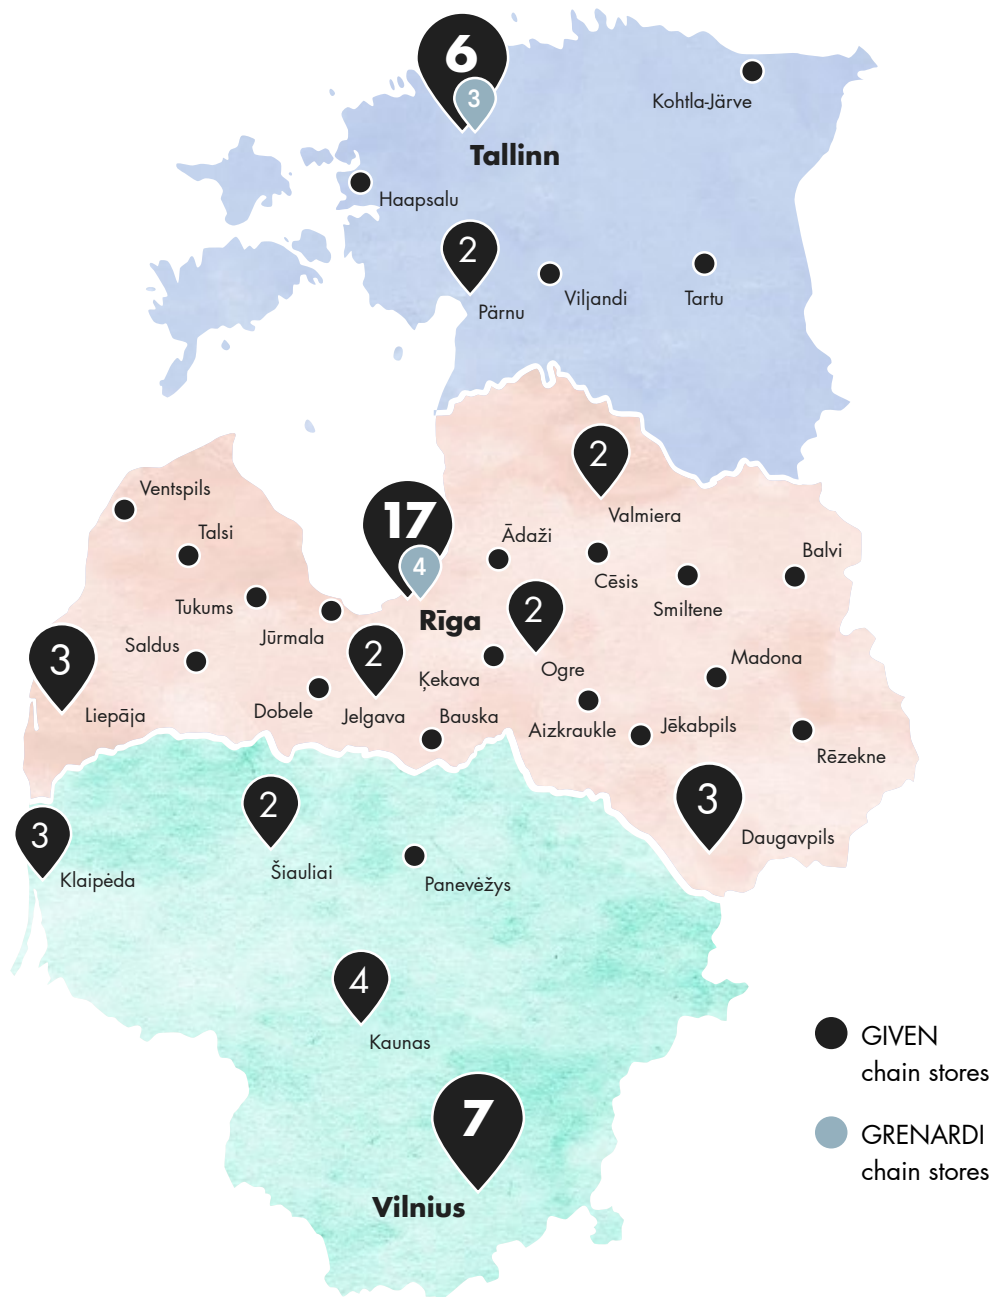 6
3
Tallinn
Kohtla-Järve
Haapsalu
2
Pärnu
Viljandi
Tartu
2
Valmiera
Ventspils
Talsi
17
4
Rīga
Ādaži
Cēsis
Balvi
Smiltene
Tukums
Jūrmala
2
Ogre
Saldus
3
Liepāja
2
Jelgava
Ķekava
Madona
Dobele
Bauska
Aizkraukle
Jēkabpils
Rēzekne
3
Daugavpils
2
Šiauliai
3
Klaipėda
Panevėžys
4
Kaunas
7
Vilnius
GIVEN
chain stores
GRENARDI
chain stores